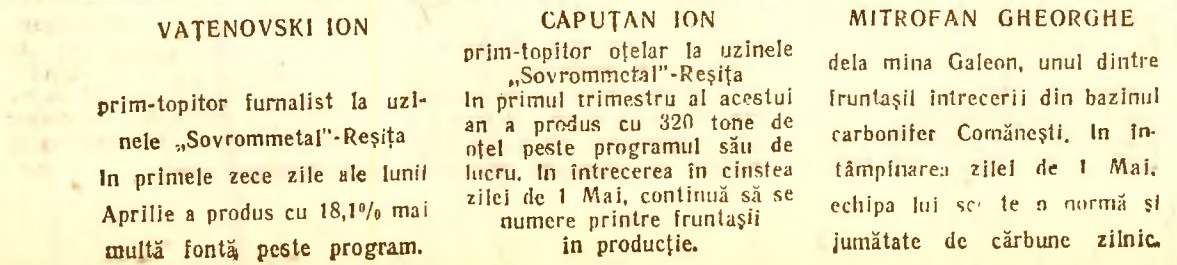 VAȚENOVSKI ION
prim-topitor furnalist la uzi-
nele „Sovrommetal"-Reșița
In primele zece zile ale lunii
Aprilie a produs cu 18,1% mai
multă fontă peste program.
CAPUȚAN ION
prim-topitor oțelar la uzinele
„Sovrommetal"-Reșița
In primul trimestru al acestui
an a produs cu 320 tone de
oțel peste programul său de
lucru. In întrecerea în cinstea
zilei de 1 Mai, continuă să se
numere printre fruntașii
in producție.
MITROFAN GHEORGHE
dela mina Galeon, unul dintre
fruntașii întrecerii din bazinul
carbonifer Comănești. In în-
tâmpinarea zilei de 1 Mai,
echipa lui o normă și
jumătate de cărbune zilnic.